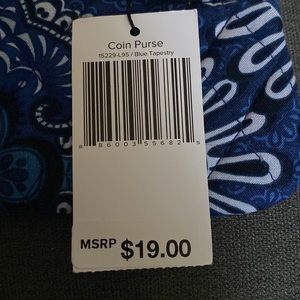 Coin Purse
15229-L95 / Blue Tapestry
8 86003 55682 5
MSRP $19.00